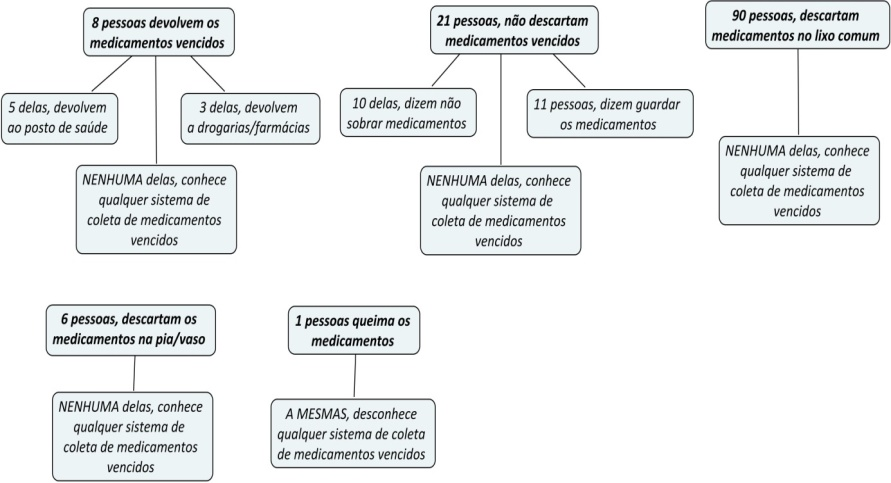 8 pessoas devolvem os
medicamentos vencidos
5 delas, devolvem
ao posto de saúde
3 delas, devolvem
a drogarias/farmácias
NENHUMA delas, conhece
qualquer sistema de
coleta de medicamentos
vencidos
21 pessoas, não descartam
medicamentos vencidos
10 delas, dizem não
sobrar medicamentos
11 pessoas, dizem guardar
os medicamentos
NENHUMA delas, conhece
qualquer sistema de
coleta de medicamentos
vencidos
90 pessoas, descartam
medicamentos no lixo comum
NENHUMA delas, conhece
qualquer sistema de
coleta de medicamentos
vencidos
6 pessoas, descartam os
medicamentos na pia/vaso
NENHUMA delas, conhece
qualquer sistema de
coleta de medicamentos
vencidos
1 pessoas queima os
medicamentos
A MESMAS, desconhece
qualquer sistema de coleta
de medicamentos vencidos